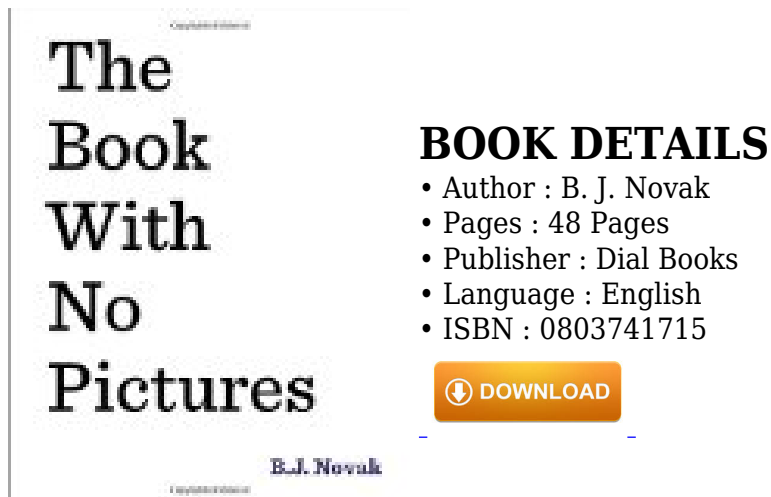 The
Book
With
No
Pictures
B.J. Novak
BOOK DETAILS
• Author : B. J. Novak
• Pages : 48 Pages
• Publisher : Dial Books
• Language : English
• ISBN : 0803741715
DOWNLOAD